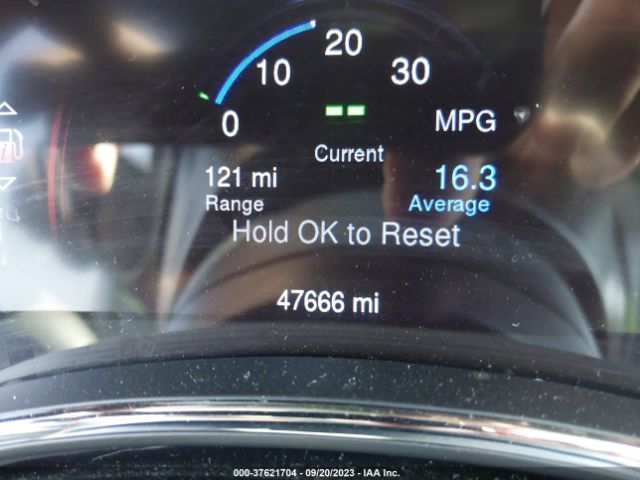 20
10 30
0 -- MPG
Current
121 mi 16.3
Range Average
Hold OK to Reset
47666 mi
000-37621704 - 09/20/2023 - IAA Inc.